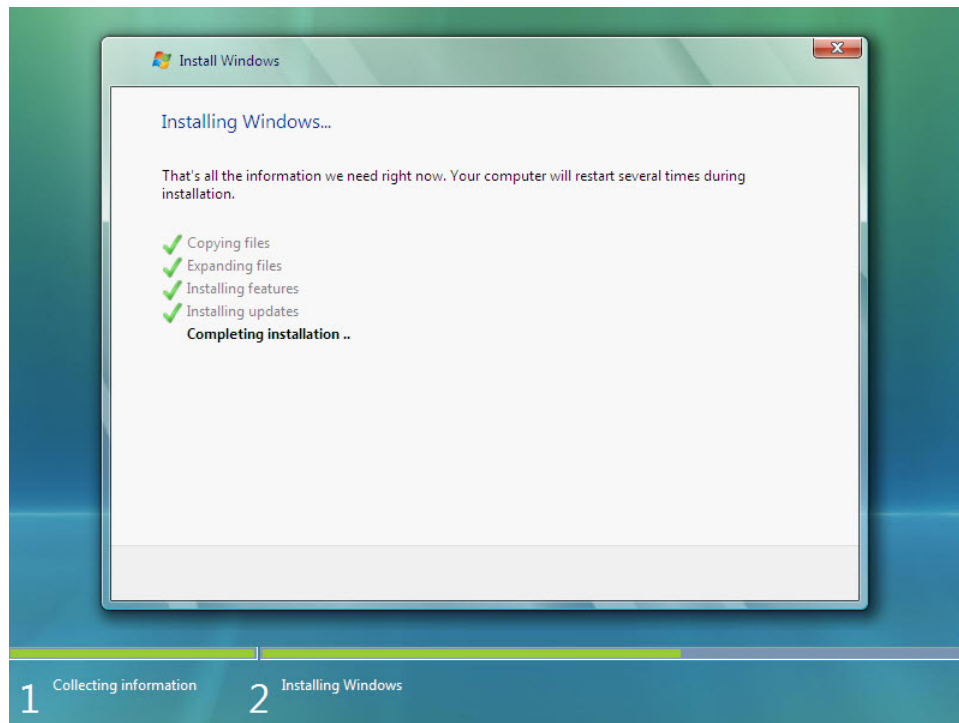 Install Windows
Installing Windows...
That's all the information we need right now. Your computer will restart several times during
installation.
Copying files
Expanding files
Installing features
Installing updates
Completing installation ..
1 Collecting information
2 Installing Windows